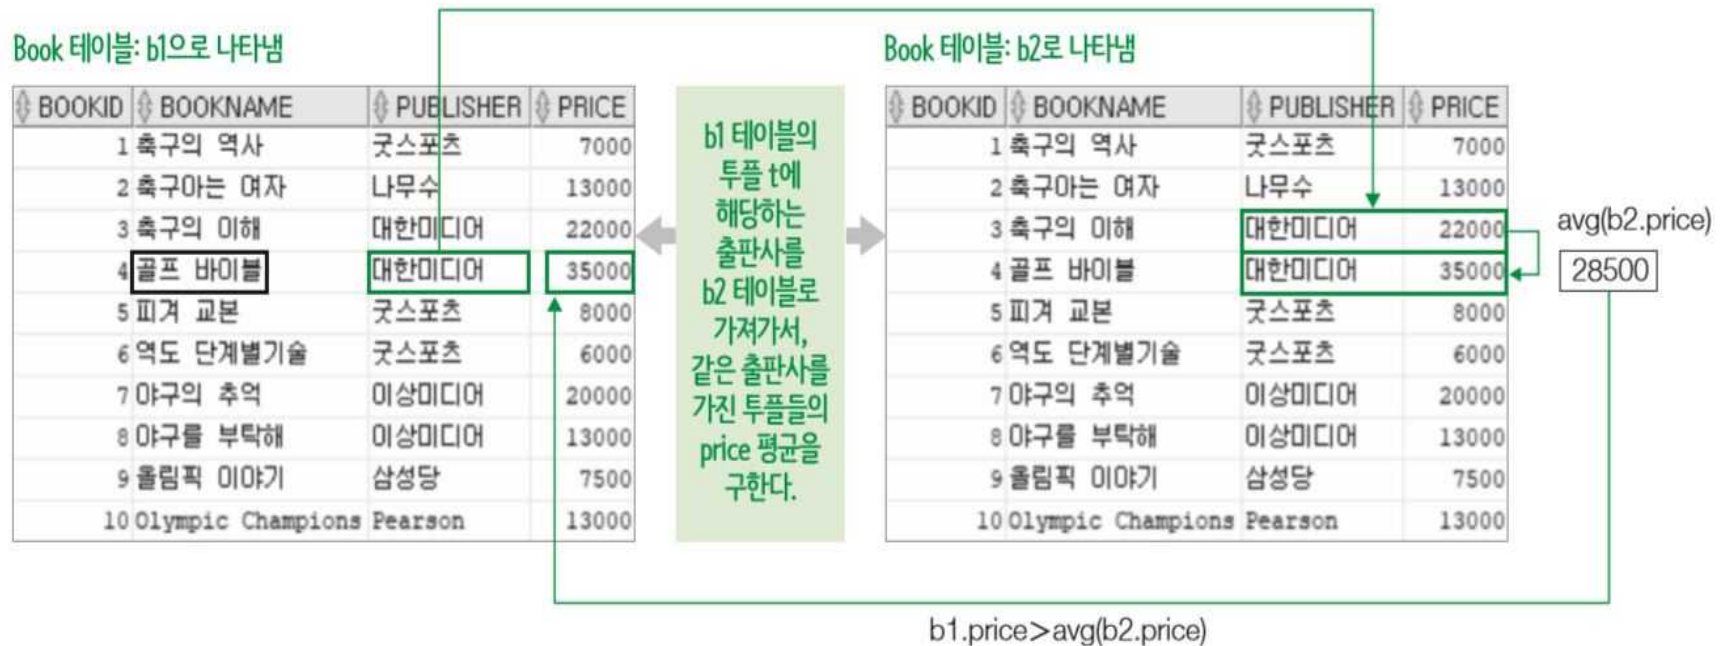 Book 테이블: b1으로 나타냄
BOOKID BOOKNAME PUBLISHER PRICE
1 축구의 역사 굿스포츠 7000
2 축구아는 여자 나무수 13000
3 축구의 이해 대한미디어 22000
4 골프 바이블 대한미디어 35000
5 피겨 교본 굿스포츠 8000
6 역도 단계별기술 굿스포츠 6000
7 야구의 추억 이상미디어 20000
8 야구를 부탁해 이상미디어 13000
9 올림픽 이야기 삼성당 7500
10 Olympic Champions Pearson 13000
b1 테이블의
투플 t에
해당하는
출판사를
b2 테이블로
가져가서,
같은 출판사를
가진 투플들의
price 평균을
구한다.
Book 테이블: b2로 나타냄
BOOKID BOOKNAME PUBLISHER PRICE
1 축구의 역사 굿스포츠 7000
2 축구아는 여자 나무수 13000
3 축구의 이해 대한미디어 22000
4 골프 바이블 대한미디어 35000
5 피겨 교본 굿스포츠 8000
6 역도 단계별기술 굿스포츠 6000
7 야구의 추억 이상미디어 20000
8 야구를 부탁해 이상미디어 13000
9 올림픽 이야기 삼성당 7500
10 Olympic Champions Pearson 13000
avg(b2.price)
28500
b1.price>avg(b2.price)